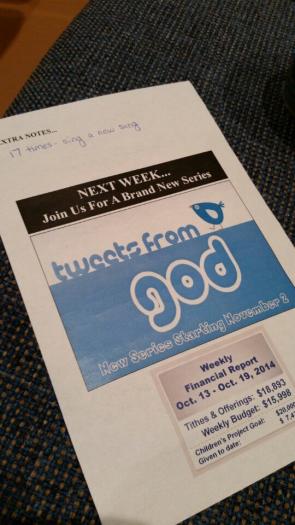 EXTRA NOTES...
17 times - sing a new song
NEXT WEEK...
Join Us For A Brand New Series
tweets from
god
New Series Starting November 2
Weekly
Financial Report
Oct. 13 - Oct. 19, 2014
Tithes & Offerings: $18,893
Weekly Budget: $15,998
Children's Project Goal:
Given to date: